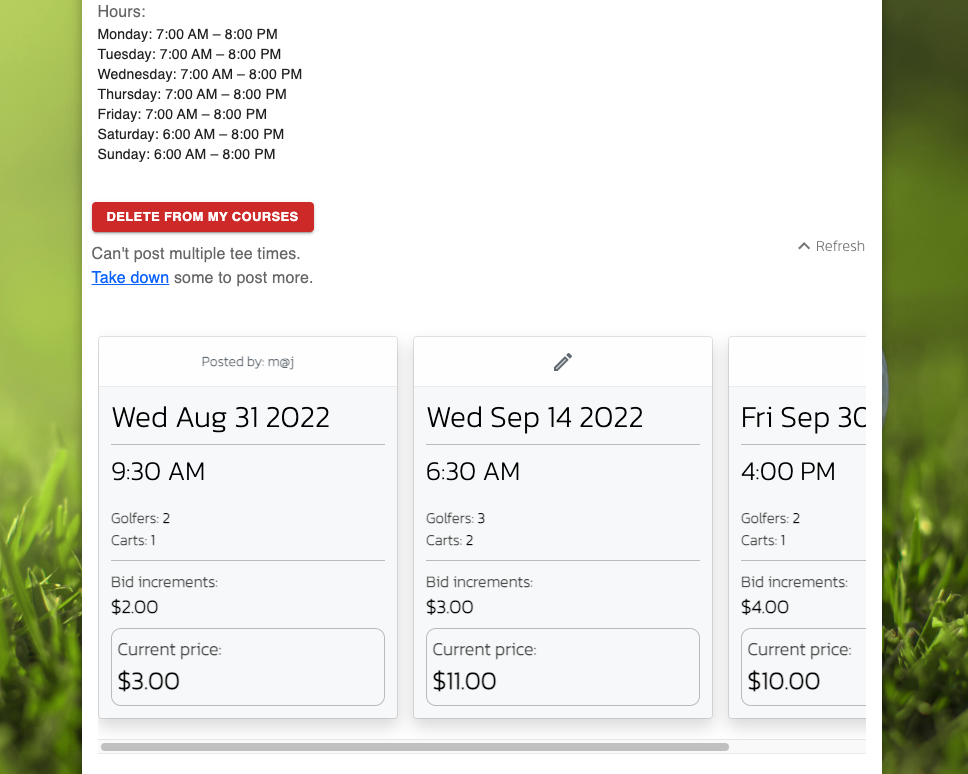 Hours:
Monday: 7:00 AM – 8:00 PM
Tuesday: 7:00 AM – 8:00 PM
Wednesday: 7:00 AM – 8:00 PM
Thursday: 7:00 AM – 8:00 PM
Friday: 7:00 AM – 8:00 PM
Saturday: 6:00 AM – 8:00 PM
Sunday: 6:00 AM – 8:00 PM
DELETE FROM MY COURSES
Can't post multiple tee times.
Take down some to post more.
Refresh
Posted by: m@j
Wed Aug 31 2022
9:30 AM
Golfers: 2
Carts: 1
Bid increments:
$2.00
Current price:
$3.00
Wed Sep 14 2022
6:30 AM
Golfers: 3
Carts: 2
Bid increments:
$3.00
Current price:
$11.00
Fri Sep 30
4:00 PM
Golfers: 2
Carts: 1
Bid increments:
$4.00
Current price:
$10.00